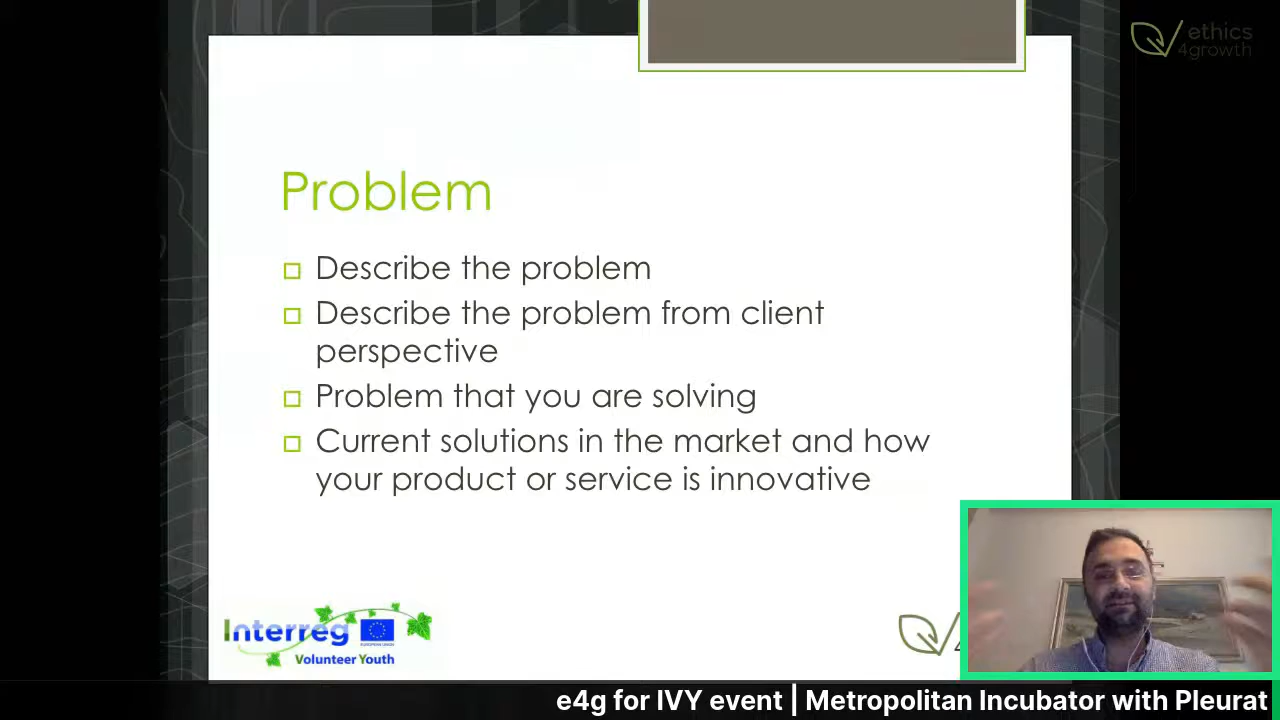 ethics
4growth
Problem
Describe the problem
Describe the problem from client
perspective
Problem that you are solving
Current solutions in the market and how
your product or service is innovative
Interreg
Volunteer Youth
e4g for IVY event | Metropolitan Incubator with Pleurat